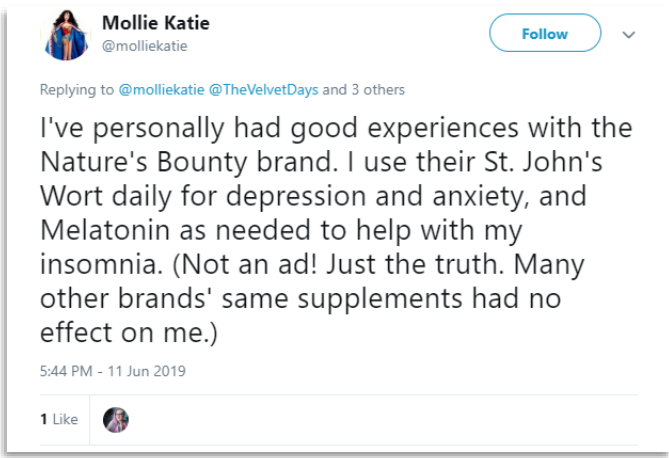 Mollie Katie
@molliekatie
Follow
Replying to @molliekatie @TheVelvetDays and 3 others
I've personally had good experiences with the
Nature's Bounty brand. I use their St. John's
Wort daily for depression and anxiety, and
Melatonin as needed to help with my
insomnia. (Not an ad! Just the truth. Many
other brands' same supplements had no
effect on me.)
5:44 PM - 11 Jun 2019
1 Like